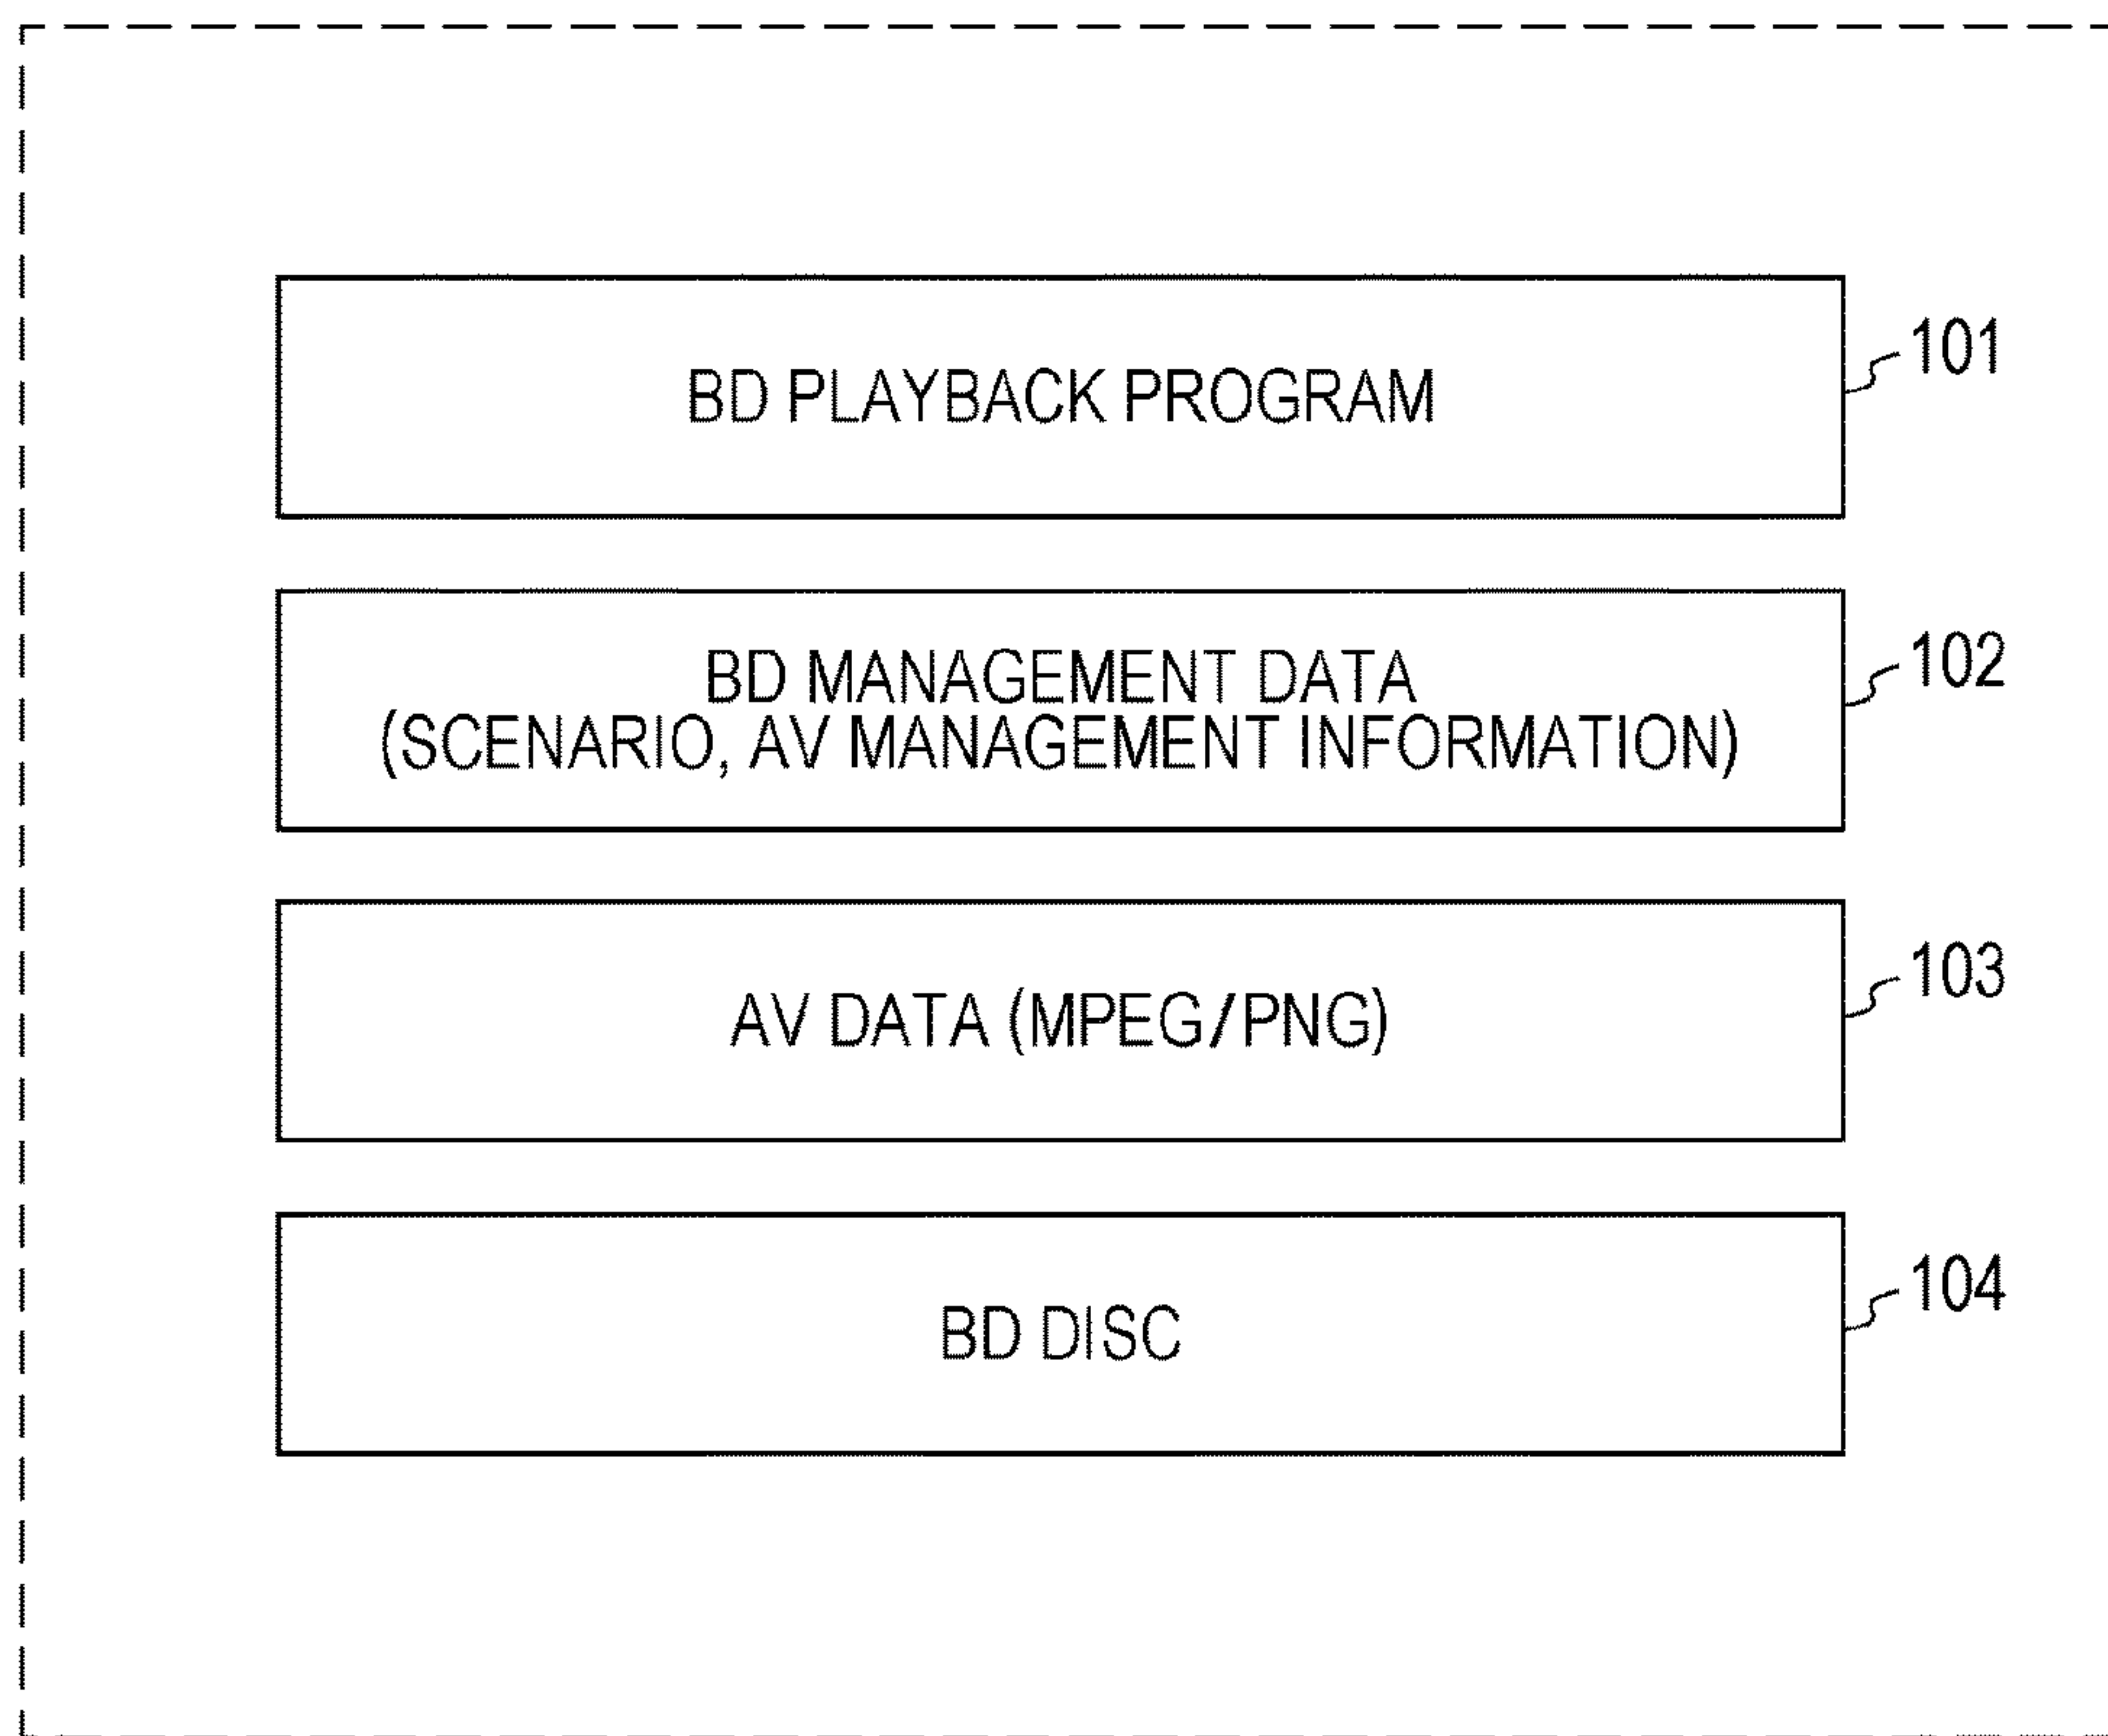 BD PLAYBACK PROGRAM
101
BD MANAGEMENT DATA
(SCENARIO, AV MANAGEMENT INFORMATION)
102
AV DATA (MPEG/PNG)
103
BD DISC
104